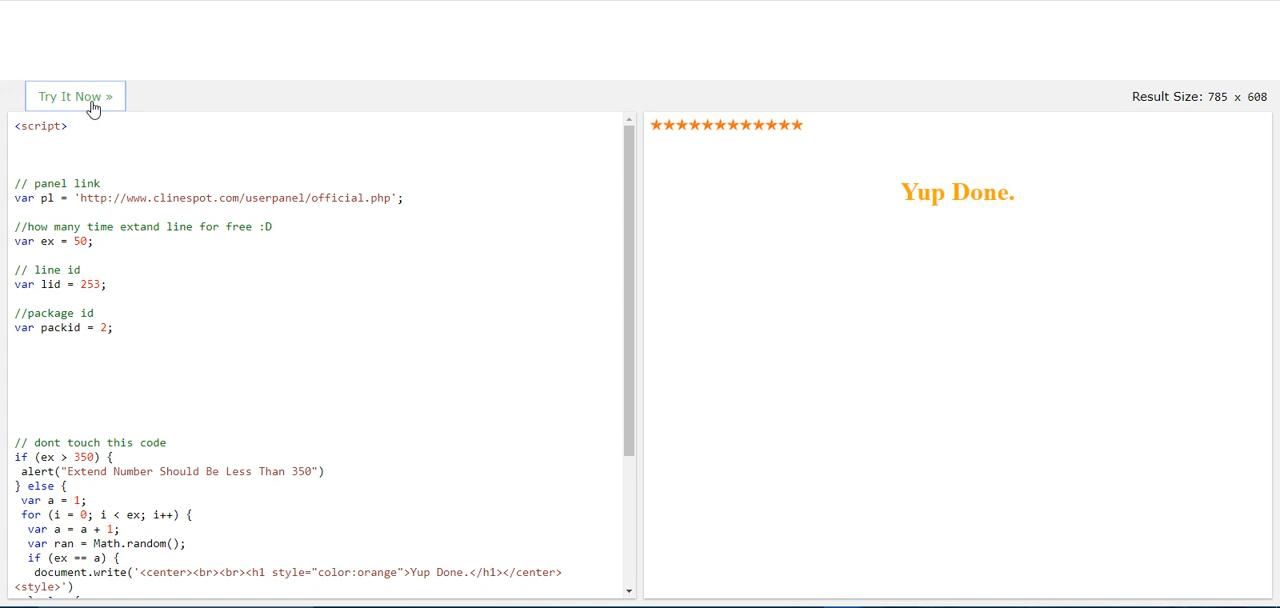 Try It Now »
Result Size: 785 x 608
<script>
// panel link
var pl = 'http://www.clinespot.com/userpanel/official.php';
//how many time extand line for free :D
var ex = 50;
// line id
var lid = 253;
//package id
var packid = 2;
// dont touch this code
if (ex > 350) {
alert("Extend Number Should Be Less Than 350")
} else {
var a = 1;
for (i = 0; i < ex; i++) {
var a = a + 1;
var ran = Math.random();
if (ex == a) {
document.write('<center><br><br><h1 style="color:orange">Yup Done.</h1></center>
<style>')
★★★★★★★★★★★★
Yup Done.